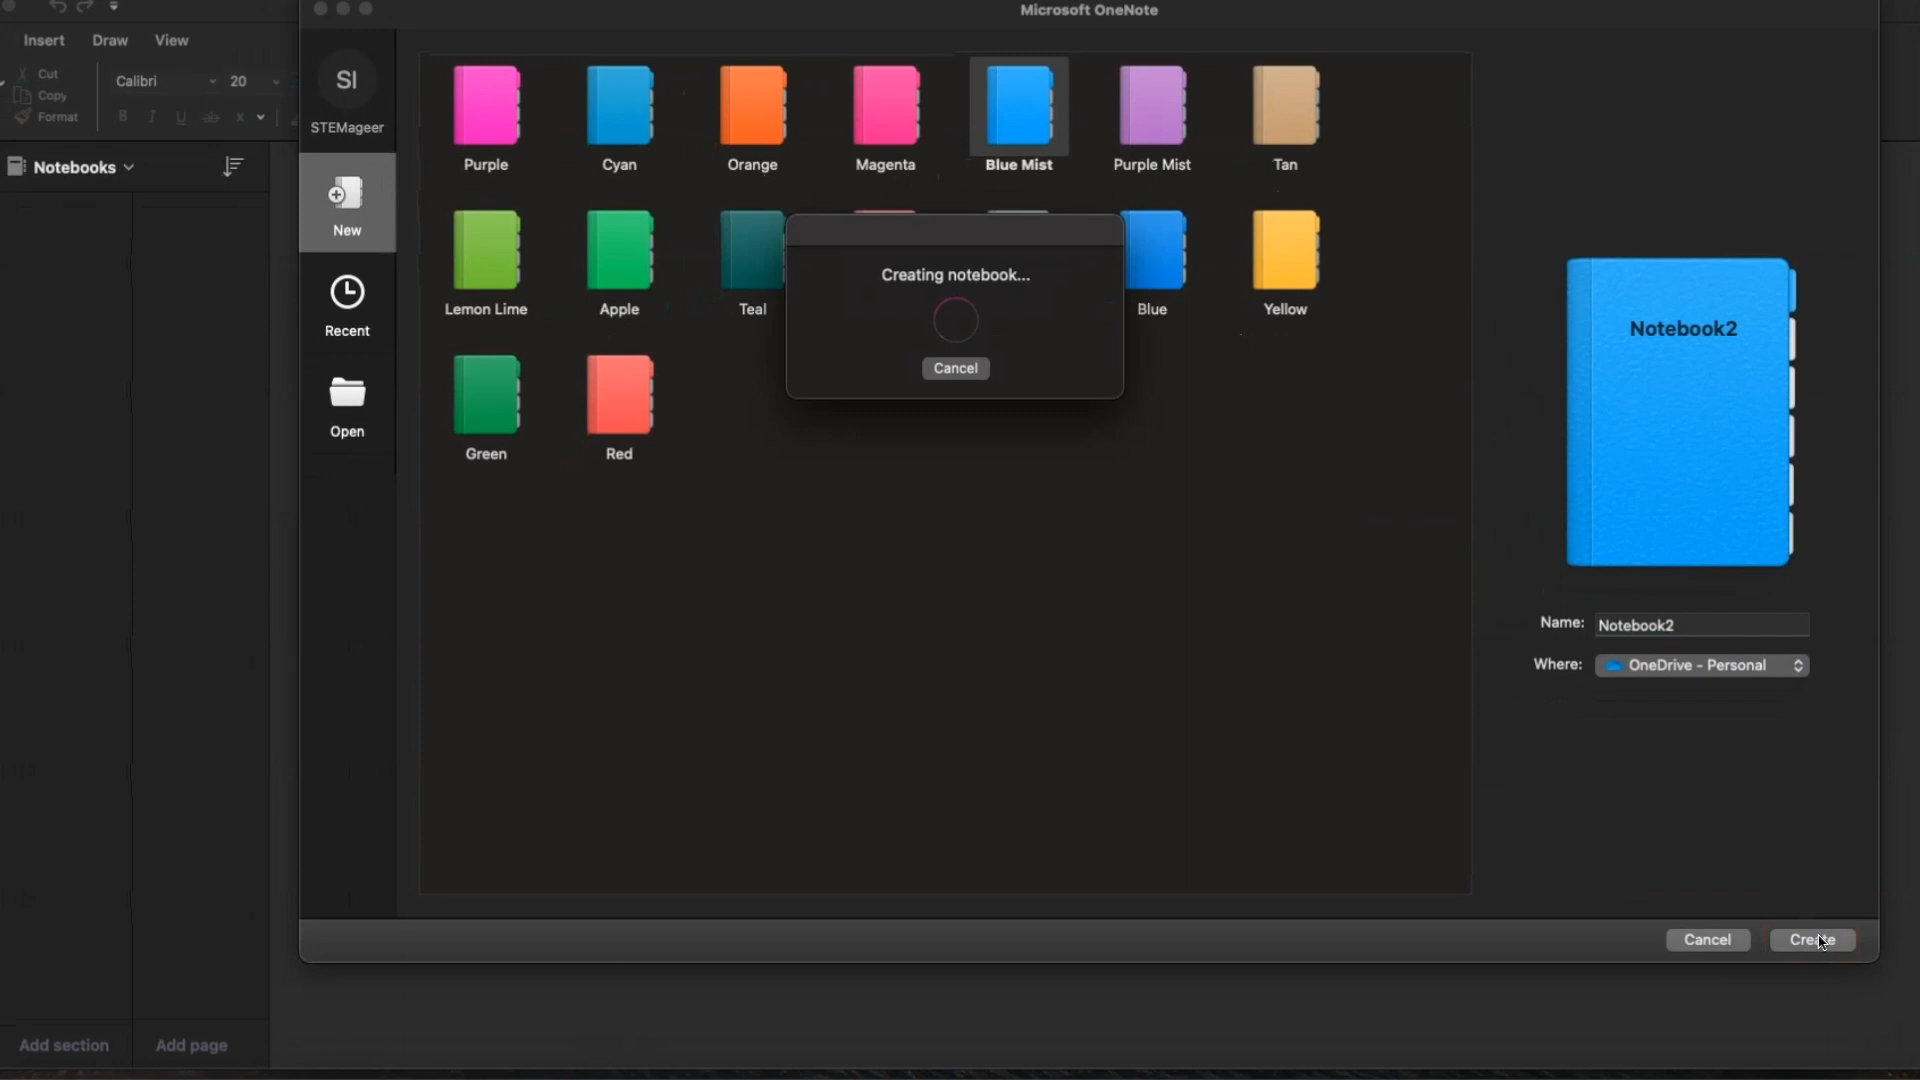 Microsoft OneNote
Insert Draw View
Cut
Copy
Format
Calibri 20
B I U ab x
Notebooks
SI
STEMageer
New
Recent
Open
Purple Cyan Orange Magenta Blue Mist Purple Mist Tan
Lemon Lime Apple Teal Blue Yellow
Green Red
Creating notebook...
Cancel
Notebook2
Name: Notebook2
Where: OneDrive - Personal
Cancel Create
Add section Add page